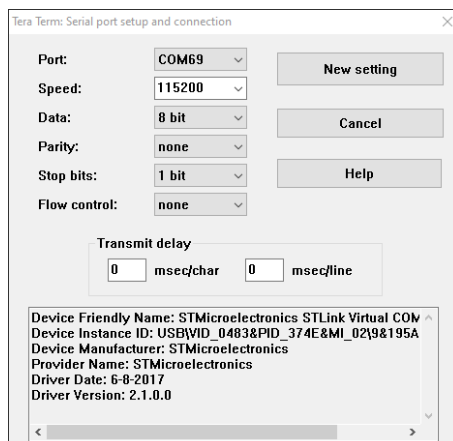 Tera Term: Serial port setup and connection
Port: COM69 New setting
Speed: 115200
Data: 8 bit Cancel
Parity: none
Stop bits: 1 bit Help
Flow control: none
Transmit delay
0 msec/char 0 msec/line
Device Friendly Name: STMicroelectronics STLink Virtual COM
Device Instance ID: USB\VID_0483&PID_374E&MI_02\9&195A
Device Manufacturer: STMicroelectronics
Provider Name: STMicroelectronics
Driver Date: 6-8-2017
Driver Version: 2.1.0.0